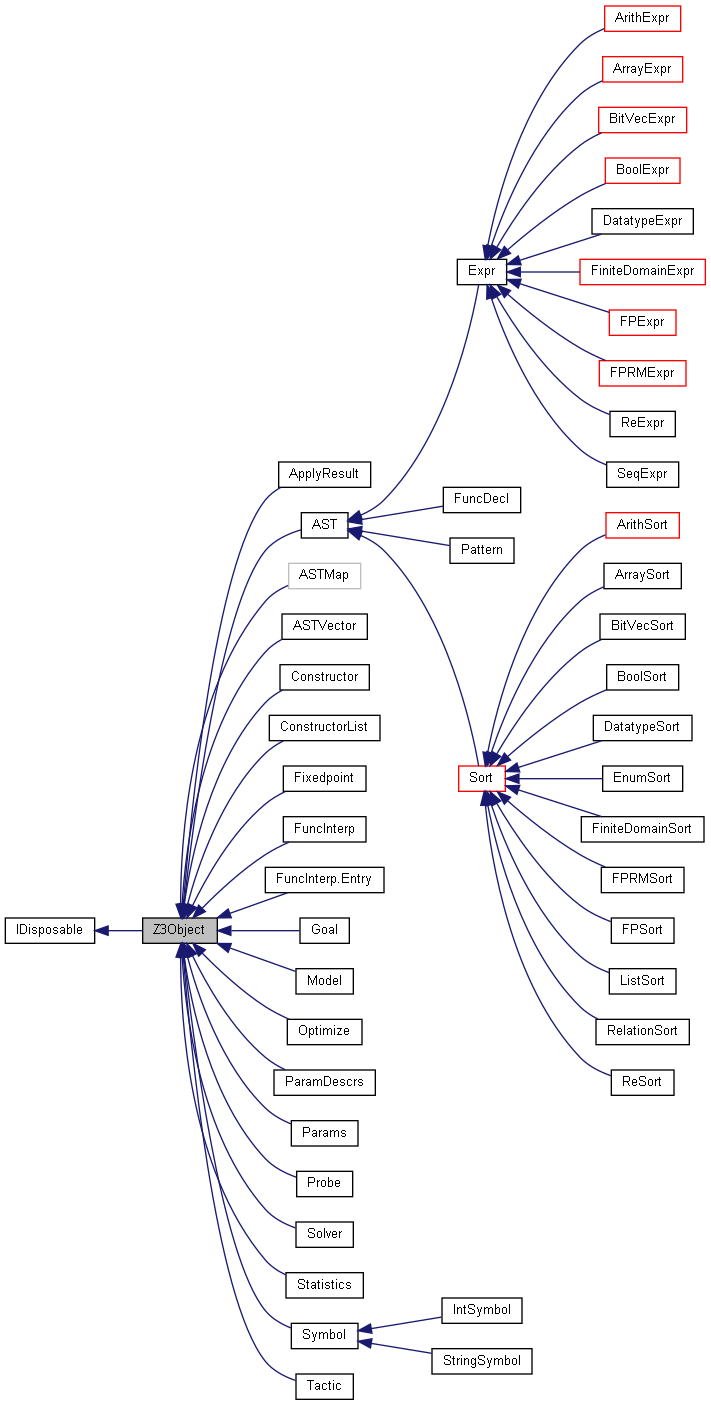 ArithExpr
ArrayExpr
BitVecExpr
BoolExpr
DatatypeExpr
Expr
FiniteDomainExpr
FPExpr
FPRMExpr
ReExpr
ApplyResult
SeqExpr
FuncDecl
AST
ArithSort
Pattern
ASTMap
ArraySort
ASTVector
BitVecSort
Constructor
BoolSort
ConstructorList
DatatypeSort
Fixedpoint
Sort
EnumSort
FuncInterp
FiniteDomainSort
FuncInterp.Entry
FPRMSort
IDisposable
Z3Object
Goal
FPSort
Model
ListSort
Optimize
RelationSort
ParamDescrs
ReSort
Params
Probe
Solver
Statistics
IntSymbol
Symbol
StringSymbol
Tactic